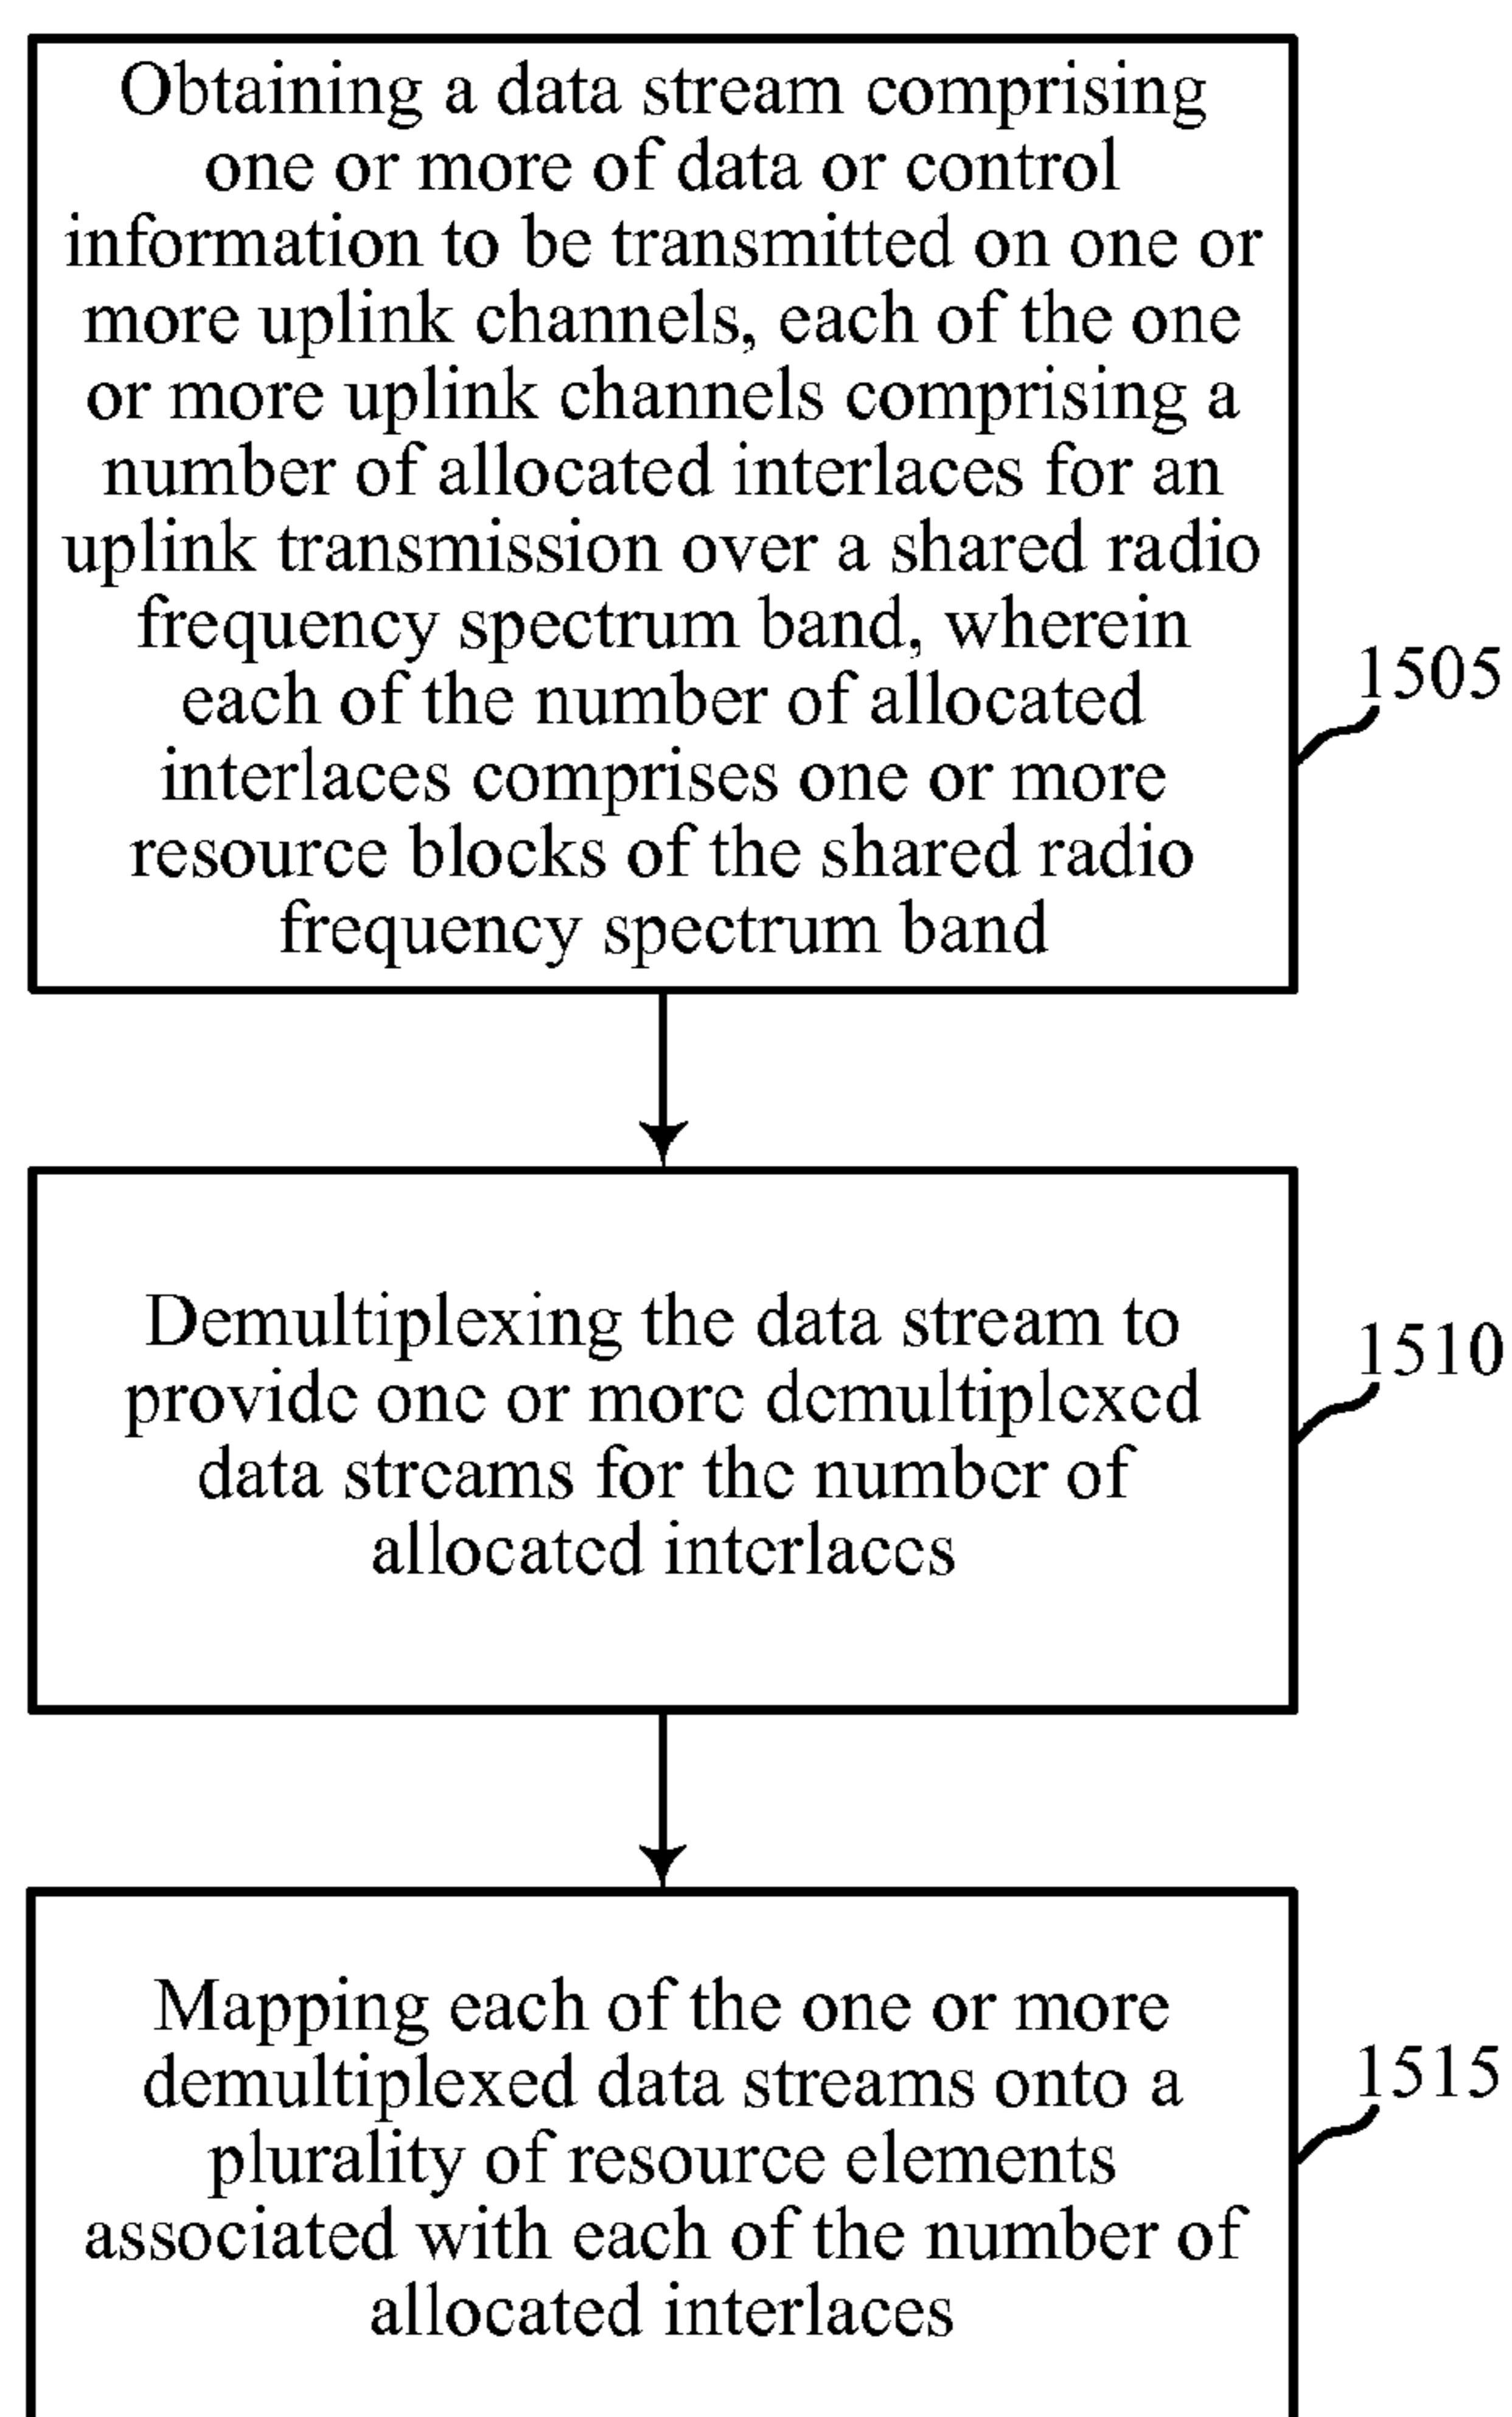 Obtaining a data stream comprising
one or more of data or control
information to be transmitted on one or
more uplink channels, each of the one
or more uplink channels comprising a
number of allocated interlaces for an
uplink transmission over a shared radio
frequency spectrum band, wherein
each of the number of allocated
interlaces comprises one or more
resource blocks of the shared radio
frequency spectrum band
1505
Demultiplexing the data stream to
provide one or more demultiplexed
data streams for the number of
allocated interlaces
1510
Mapping each of the one or more
demultiplexed data streams onto a
plurality of resource elements
associated with each of the number of
allocated interlaces
1515